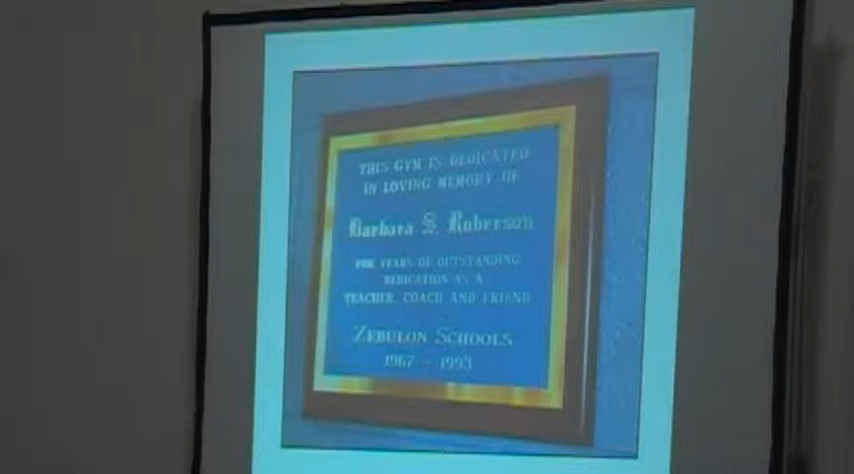 THIS GYM IS DEDICATED
IN LOVING MEMORY OF
Barbara S. Roberson
FOR YEARS OF OUTSTANDING
DEDICATION AS A
TEACHER, COACH AND FRIEND
ZEBULON SCHOOLS
1967 - 1993